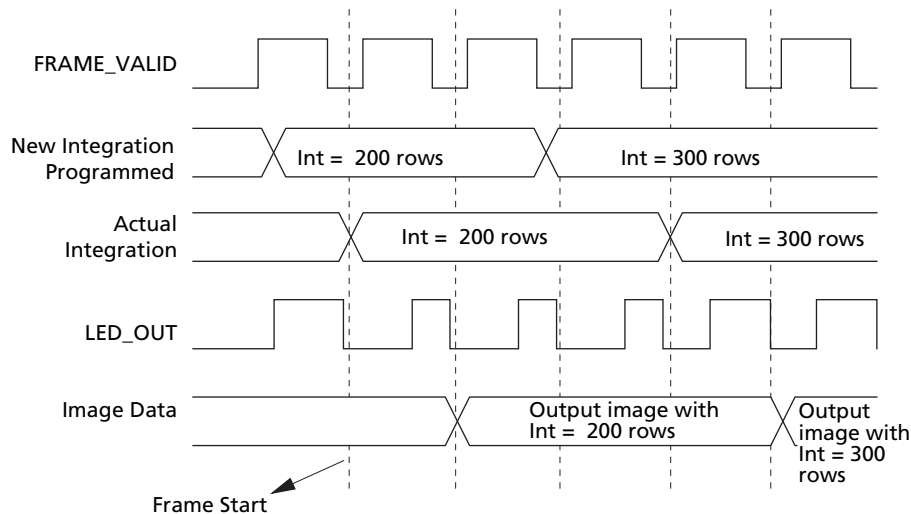 FRAME_VALID
New Integration
Programmed
Int = 200 rows
Int = 300 rows
Actual
Integration
Int = 200 rows
Int = 300 rows
LED_OUT
Image Data
Output image with
Int = 200 rows
Output
image with
Int = 300
rows
Frame Start